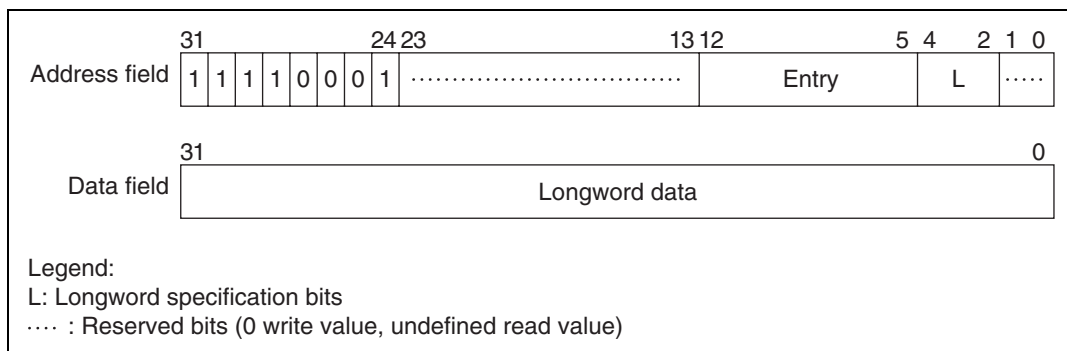 31 24 23 13 12 5 4 2 1 0
Address field 1 1 1 1 0 0 0 1 ································ Entry L ·····
31 0
Data field Longword data
Legend:
L: Longword specification bits
···· : Reserved bits (0 write value, undefined read value)